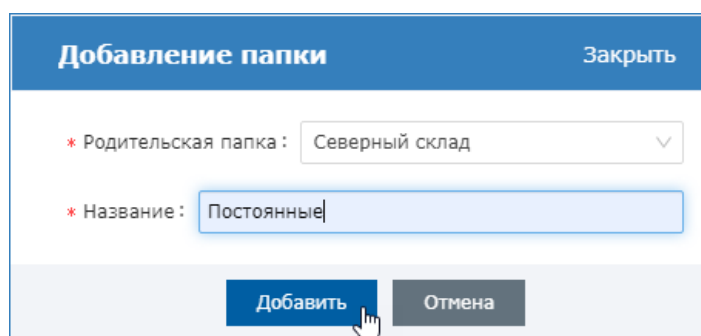 Добавление папки Закрыть
* Родительская папка: Северный склад
* Название: Постоянные
Добавить Отмена